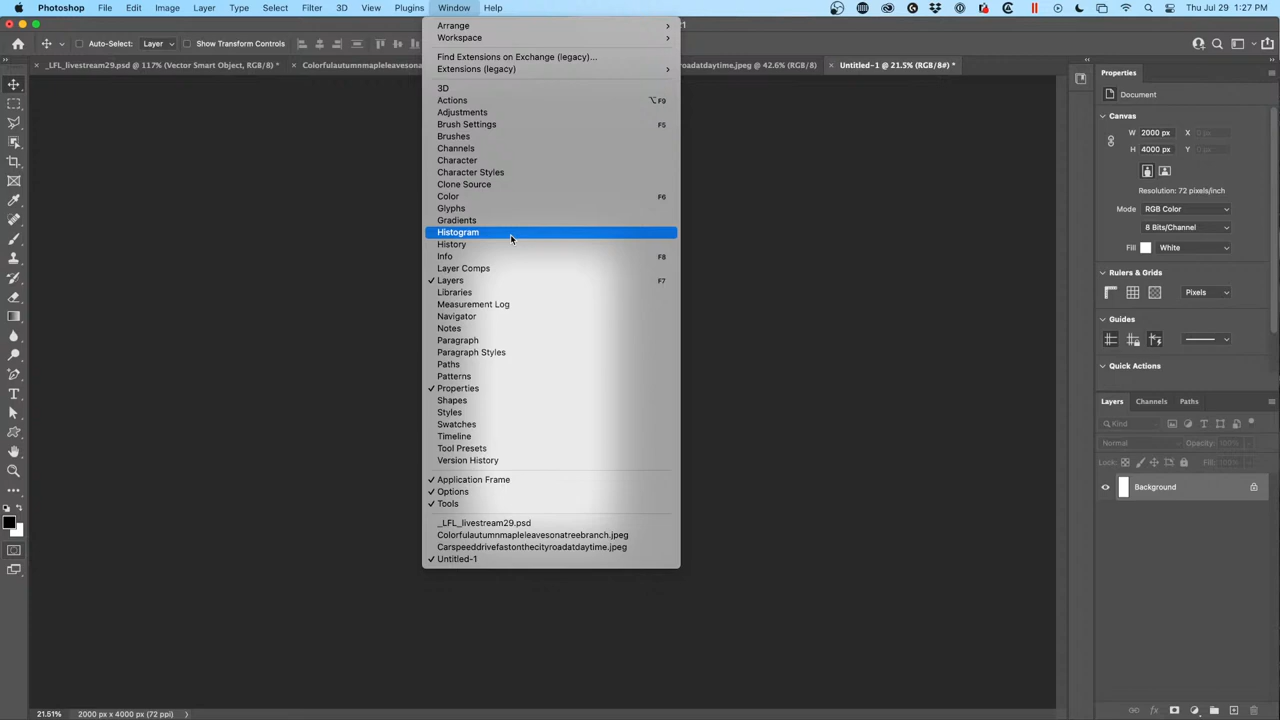 Photoshop File Edit Image Layer Type Select Filter 3D View Plugins Window Help Thu Jul 29 1:27 PM
Auto-Select: Layer Show Transform Controls
_LFL_livestream29.psd @ 117% (Vector Smart Object, RGB/8) * Colorfulautumnmapleleavesona roadatdaytime.jpeg @ 42.6% (RGB/8) Untitled-1 @ 21.5% (RGB/8#) *
Arrange
Workspace
Find Extensions on Exchange (legacy)...
Extensions (legacy)
3D
Actions ⌥F9
Adjustments
Brush Settings F5
Brushes
Channels
Character
Character Styles
Clone Source
Color F6
Glyphs
Gradients
Histogram
History
Info F8
Layer Comps
Layers F7
Libraries
Measurement Log
Navigator
Notes
Paragraph
Paragraph Styles
Paths
Patterns
Properties
Shapes
Styles
Swatches
Timeline
Tool Presets
Version History
Application Frame
Options
Tools
_LFL_livestream29.psd
Colorfulautumnmapleleavesonatreebranch.jpeg
Carspeeddrivefastonthecityroadatdaytime.jpeg
Untitled-1
Properties
Document
Canvas
W 2000 px X 0 px
H 4000 px Y 0 px
Resolution: 72 pixels/inch
Mode RGB Color
8 Bits/Channel
Fill White
Rulers & Grids
Pixels
Guides
Quick Actions
Layers Channels Paths
Kind
Normal Opacity: 100%
Lock: Fill: 100%
Background
21.51% 2000 px x 4000 px (72 ppi)